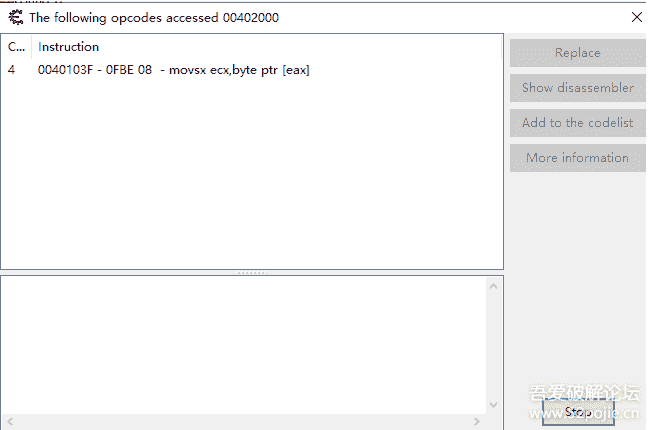 The following opcodes accessed 00402000
C... Instruction
4 0040103F - 0FBE 08 - movsx ecx,byte ptr [eax]
Replace
Show disassembler
Add to the codelist
More information
吾爱破解论坛
Stop
www.52pojie.cn